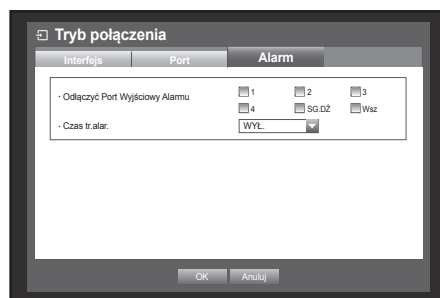 Tryb połączenia
Interfejs Port Alarm
· Odłączyć Port Wyjściowy Alarmu 1 2 3
4 SG.DŹ Wsz
· Czas tr.alar. WYŁ.
OK Anuluj